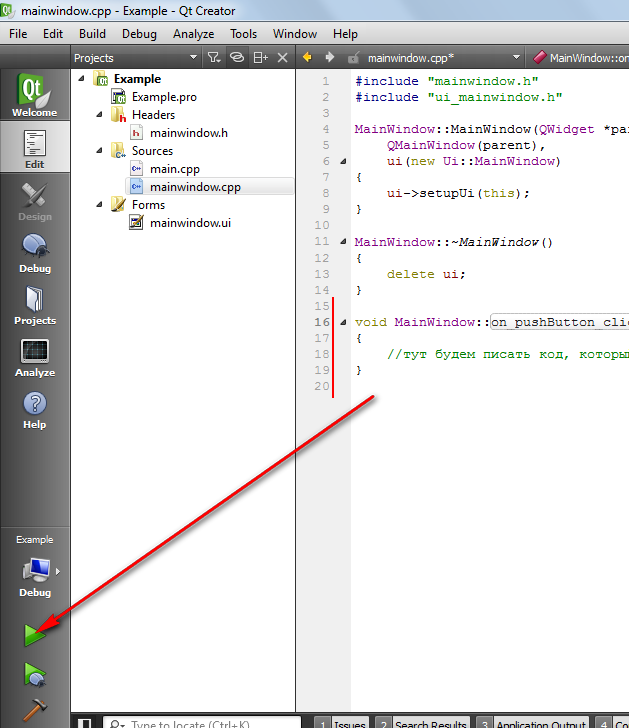 mainwindow.cpp - Example - Qt Creator
File Edit Build Debug Analyze Tools Window Help
Projects
mainwindow.cpp*
MainWindow::on
Qt
Welcome
Edit
Design
Debug
Projects
Analyze
Help
Example
Debug
Example
Example.pro
Headers
mainwindow.h
Sources
main.cpp
mainwindow.cpp
Forms
mainwindow.ui
1 #include "mainwindow.h"
2 #include "ui_mainwindow.h"
3
4 MainWindow::MainWindow(QWidget *pa
5 QMainWindow(parent),
6 ui(new Ui::MainWindow)
7 {
8 ui->setupUi(this);
9 }
10
11 MainWindow::~MainWindow()
12 {
13 delete ui;
14 }
15
16 void MainWindow::on_pushButton_clic
17 {
18 //тут будем писать код, которы
19 }
20
Type to locate (Ctrl+K)
1 Issues 2 Search Results 3 Application Output 4 Co